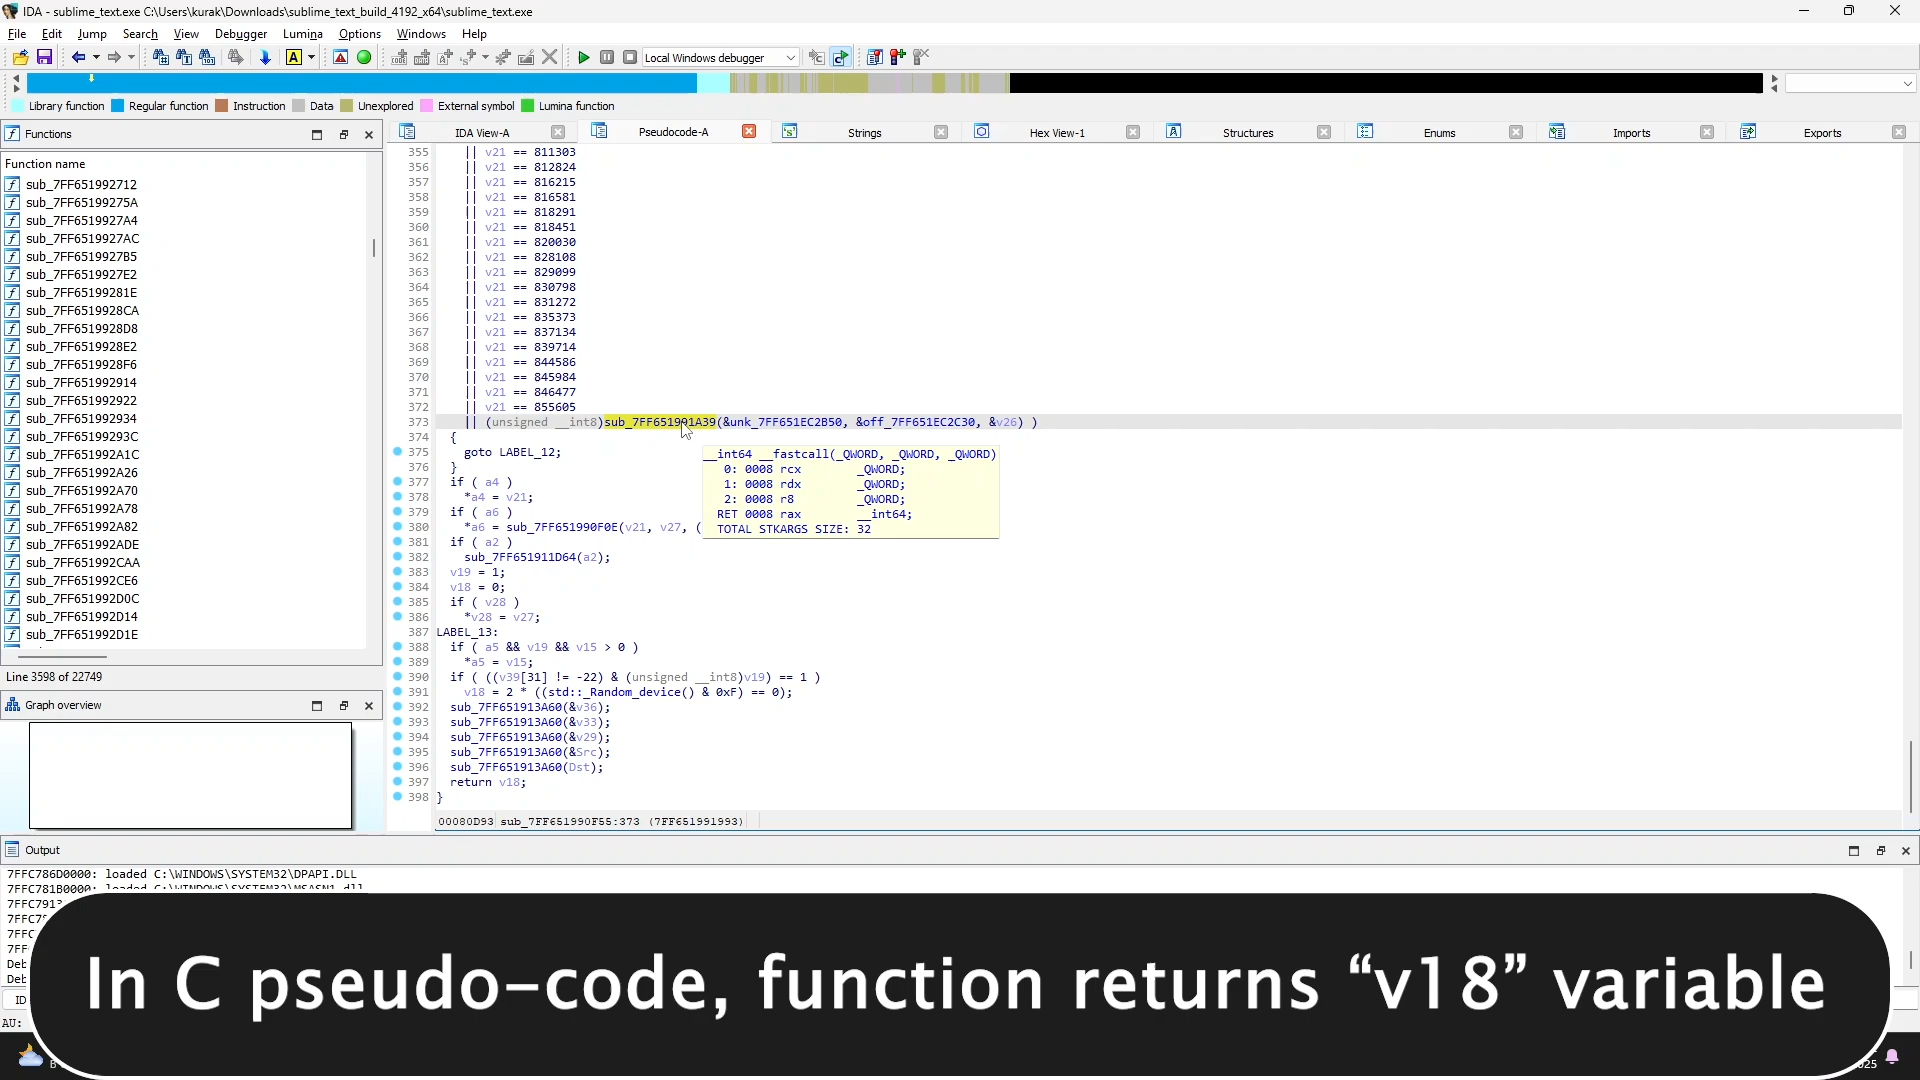 IDA - sublime_text.exe C:\Users\kurak\Downloads\sublime_text_build_4192_x64\sublime_text.exe
File Edit Jump Search View Debugger Lumina Options Windows Help
Local Windows debugger
Library function Regular function Instruction Data Unexplored External symbol Lumina function
Functions
IDA View-A Pseudocode-A Strings Hex View-1 Structures Enums Imports Exports
Function name
sub_7FF651992712
sub_7FF65199275A
sub_7FF6519927A4
sub_7FF6519927AC
sub_7FF6519927B5
sub_7FF6519927E2
sub_7FF65199281E
sub_7FF6519928CA
sub_7FF6519928D8
sub_7FF6519928E2
sub_7FF6519928F6
sub_7FF651992914
sub_7FF651992922
sub_7FF651992934
sub_7FF65199293C
sub_7FF651992A1C
sub_7FF651992A26
sub_7FF651992A70
sub_7FF651992A78
sub_7FF651992A82
sub_7FF651992ADE
sub_7FF651992CAA
sub_7FF651992CE6
sub_7FF651992D0C
sub_7FF651992D14
sub_7FF651992D1E
Line 3598 of 22749
Graph overview
355 || v21 == 811303
356 || v21 == 812824
357 || v21 == 816215
358 || v21 == 816581
359 || v21 == 818291
360 || v21 == 818451
361 || v21 == 820030
362 || v21 == 828108
363 || v21 == 829099
364 || v21 == 830798
365 || v21 == 831272
366 || v21 == 835373
367 || v21 == 837134
368 || v21 == 839714
369 || v21 == 844586
370 || v21 == 845984
371 || v21 == 846477
372 || v21 == 855605
373 || (unsigned __int8)sub_7FF651991A39(&unk_7FF651EC2B50, &off_7FF651EC2C30, &v26) )
374 {
375 goto LABEL_12;
376 }
377 if ( a4 )
378 *a4 = v21;
379 if ( a6 )
380 *a6 = sub_7FF651990F0E(v21, v27, (
381 if ( a2 )
382 sub_7FF651911D64(a2);
383 v19 = 1;
384 v18 = 0;
385 if ( v28 )
386 *v28 = v27;
387 LABEL_13:
388 if ( a5 && v19 && v15 > 0 )
389 *a5 = v15;
390 if ( ((v39[31] != -22) & (unsigned __int8)v19) == 1 )
391 v18 = 2 * ((std::_Random_device() & 0xF) == 0);
392 sub_7FF651913A60(&v36);
393 sub_7FF651913A60(&v33);
394 sub_7FF651913A60(&v29);
395 sub_7FF651913A60(&Src);
396 sub_7FF651913A60(Dst);
397 return v18;
398 }
__int64 __fastcall(_QWORD, _QWORD, _QWORD)
0: 0008 rcx _QWORD;
1: 0008 rdx _QWORD;
2: 0008 r8 _QWORD;
RET 0008 rax __int64;
TOTAL STKARGS SIZE: 32
00080D93 sub_7FF651990F55:373 (7FF651991993)
Output
7FFC786D0000: loaded C:\WINDOWS\SYSTEM32\DPAPI.DLL
7FFC781B0000: loaded C:\WINDOWS\SYSTEM32\MSASN1.dll
7FFC7913
7FFC7
7FFC
7FF
Deb
Deb
ID
AU:
In C pseudo-code, function returns “v18” variable